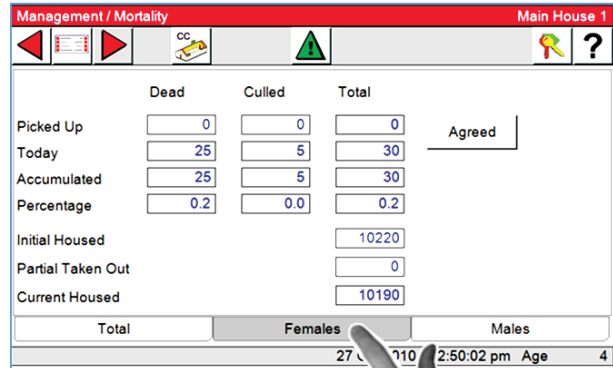 Management / Mortality Main House 1
CC ?
Dead Culled Total
Picked Up 0 0 0 Agreed
Today 25 5 30
Accumulated 25 5 30
Percentage 0.2 0.0 0.2
Initial Housed 10220
Partial Taken Out 0
Current Housed 10190
Total Females Males
27 2:50:02 pm Age 4